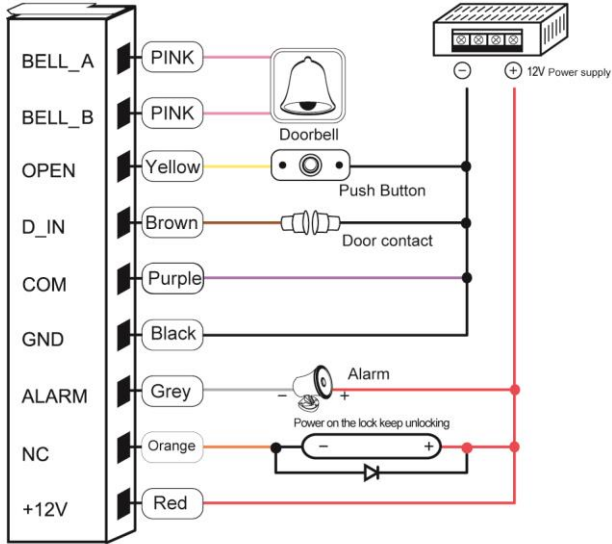 BELL_A
PINK
BELL_B
PINK
Doorbell
OPEN
Yellow
Push Button
D_IN
Brown
Door contact
COM
Purple
GND
Black
ALARM
Grey
Alarm
− +
NC
Orange
Power on the lock keep unlocking
− +
+12V
Red
− + 12V Power supply